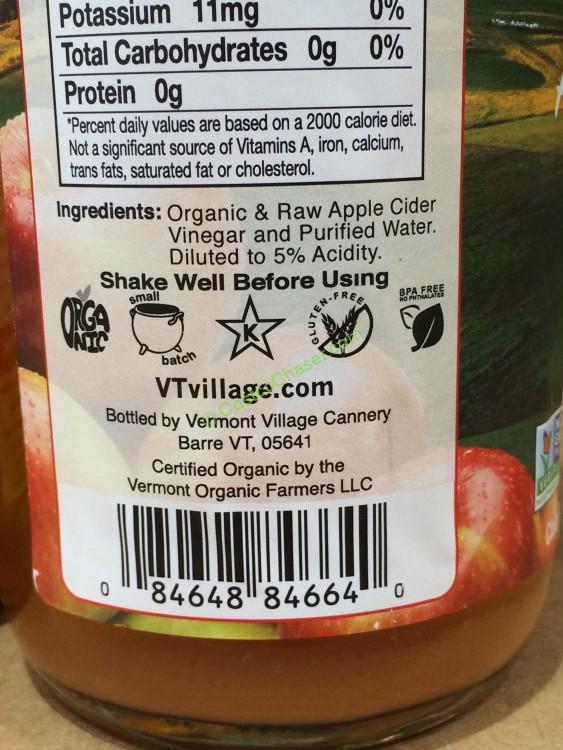 Potassium 11mg 0%
Total Carbohydrates 0g 0%
Protein 0g
*Percent daily values are based on a 2000 calorie diet.
Not a significant source of Vitamins A, iron, calcium,
trans fats, saturated fat or cholesterol.
Ingredients: Organic & Raw Apple Cider
Vinegar and Purified Water.
Diluted to 5% Acidity.
Shake Well Before Using
ORGANIC
small
batch
K
GLUTEN-FREE
BPA FREE
NO PHTHALATES
VTvillage.com
Bottled by Vermont Village Cannery
Barre VT, 05641
Certified Organic by the
Vermont Organic Farmers LLC
0 84648 84664 0